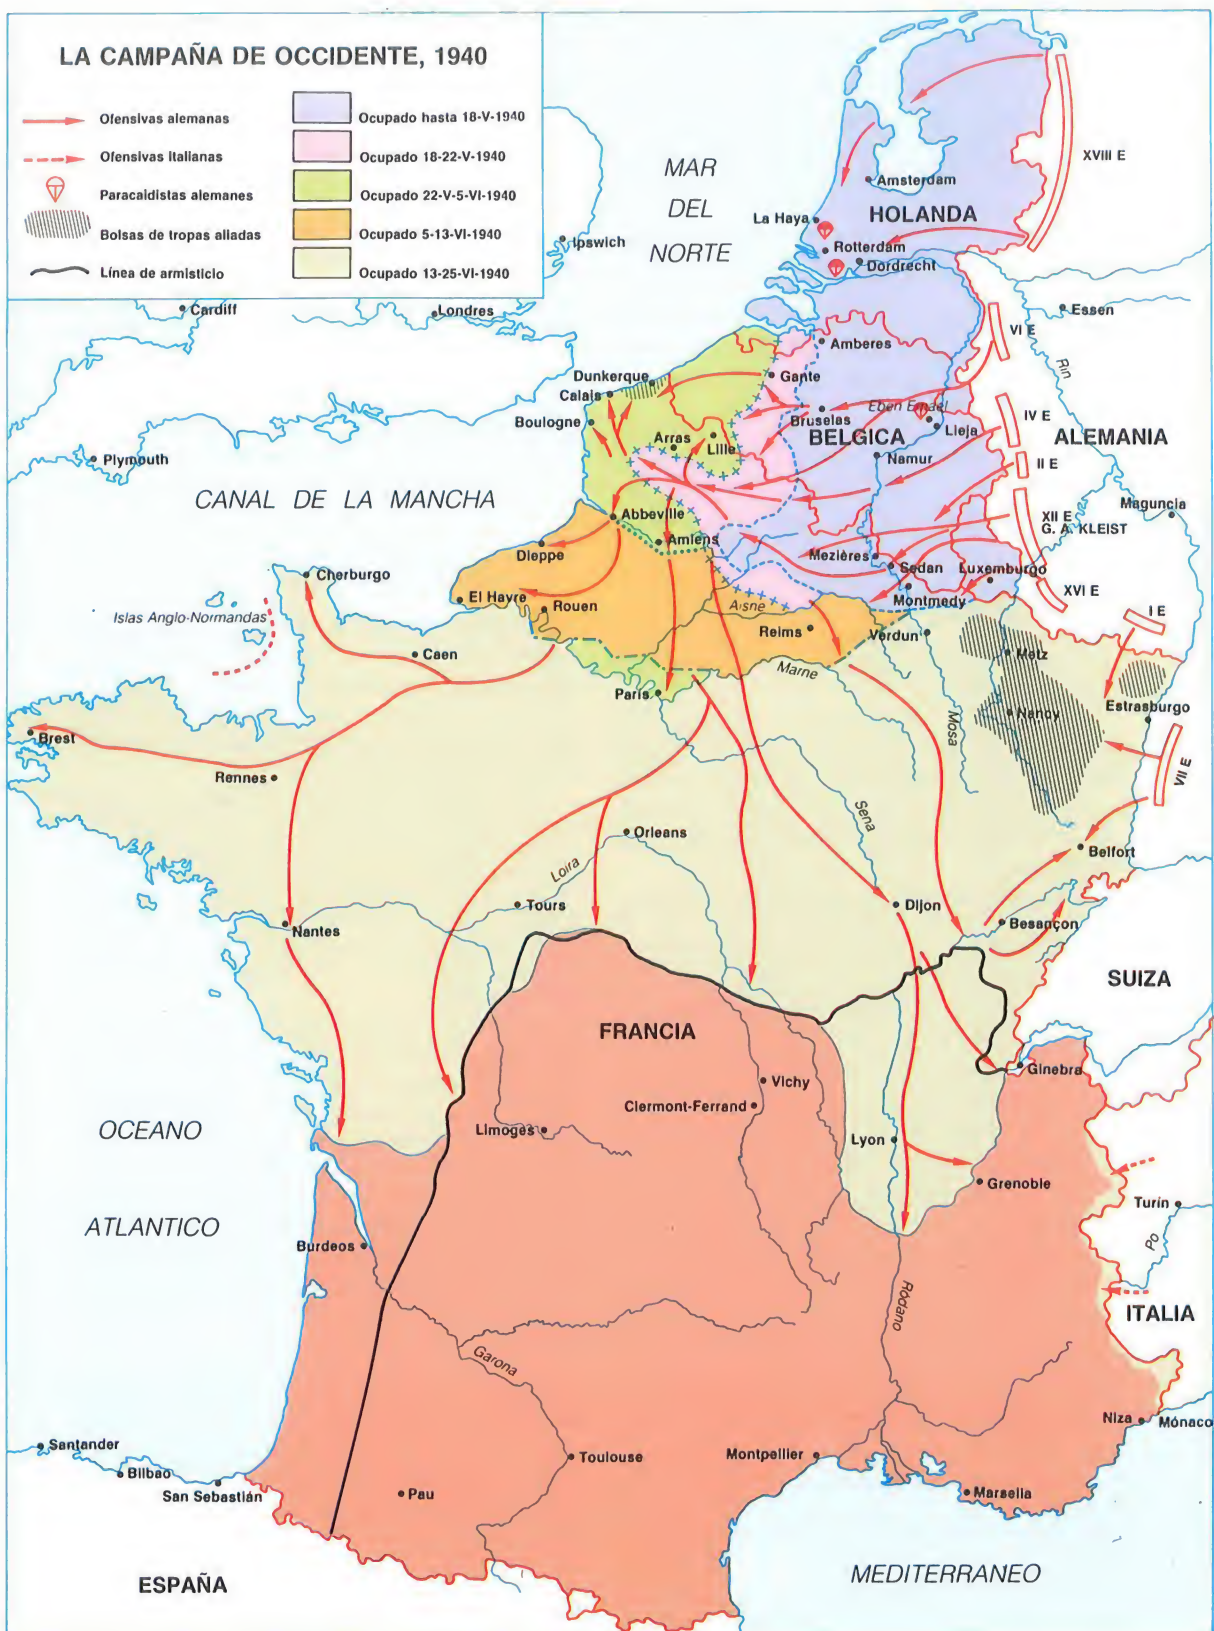 LA CAMPAÑA DE OCCIDENTE, 1940
Ofensivas alemanas
Ofensivas italianas
Paracaidistas alemanes
Bolsas de tropas aliadas
Línea de armisticio
Ocupado hasta 18-V-1940
Ocupado 18-22-V-1940
Ocupado 22-V-5-VI-1940
Ocupado 5-13-VI-1940
Ocupado 13-25-VI-1940
MAR
DEL
NORTE
XVIII E
Amsterdam
La Haya
HOLANDA
Rotterdam
Dordrecht
Ipswich
Cardiff
Londres
Essen
VI E
Rin
Amberes
Dunkerque
Gante
Calais
Boulogne
Bruselas
Eben Emael
Lieja
IV E
BELGICA
ALEMANIA
Arras
Lille
Namur
II E
Plymouth
CANAL DE LA MANCHA
Maguncia
Abbeville
XII E
G. A. KLEIST
Amiens
Dieppe
Mezières
Sedan
Luxemburgo
Cherburgo
El Havre
Rouen
Aisne
Montmedy
XVI E
Islas Anglo-Normandas
Reims
Verdun
I E
Caen
Metz
Marne
París
Mosa
Nancy
Estrasburgo
Brest
Rennes
VII E
Sena
Orleans
Belfort
Loira
Tours
Dijon
Nantes
Besançon
SUIZA
FRANCIA
Ginebra
Vichy
Clermont-Ferrand
OCEANO
Limoges
Lyon
Grenoble
ATLANTICO
Turín
Po
Burdeos
Ródano
ITALIA
Garona
Niza
Mónaco
Santander
Toulouse
Montpellier
Bilbao
San Sebastián
Pau
Marsella
ESPAÑA
MEDITERRANEO